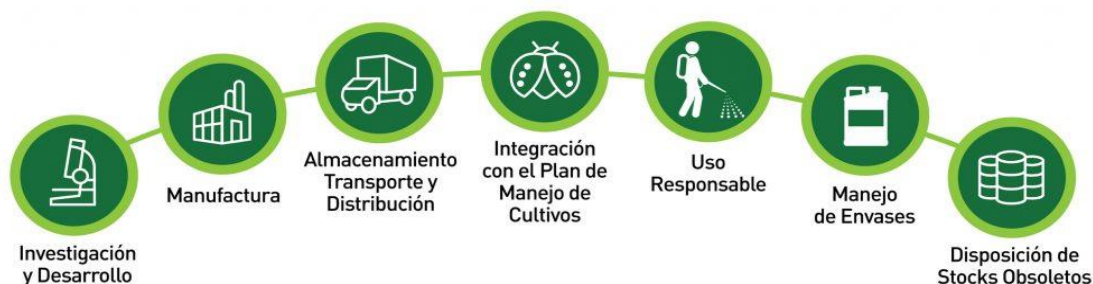 Investigación
y Desarrollo
Manufactura
Almacenamiento
Transporte y
Distribución
Integración
con el Plan de
Manejo de
Cultivos
Uso
Responsable
Manejo
de Envases
Disposición de
Stocks Obsoletos